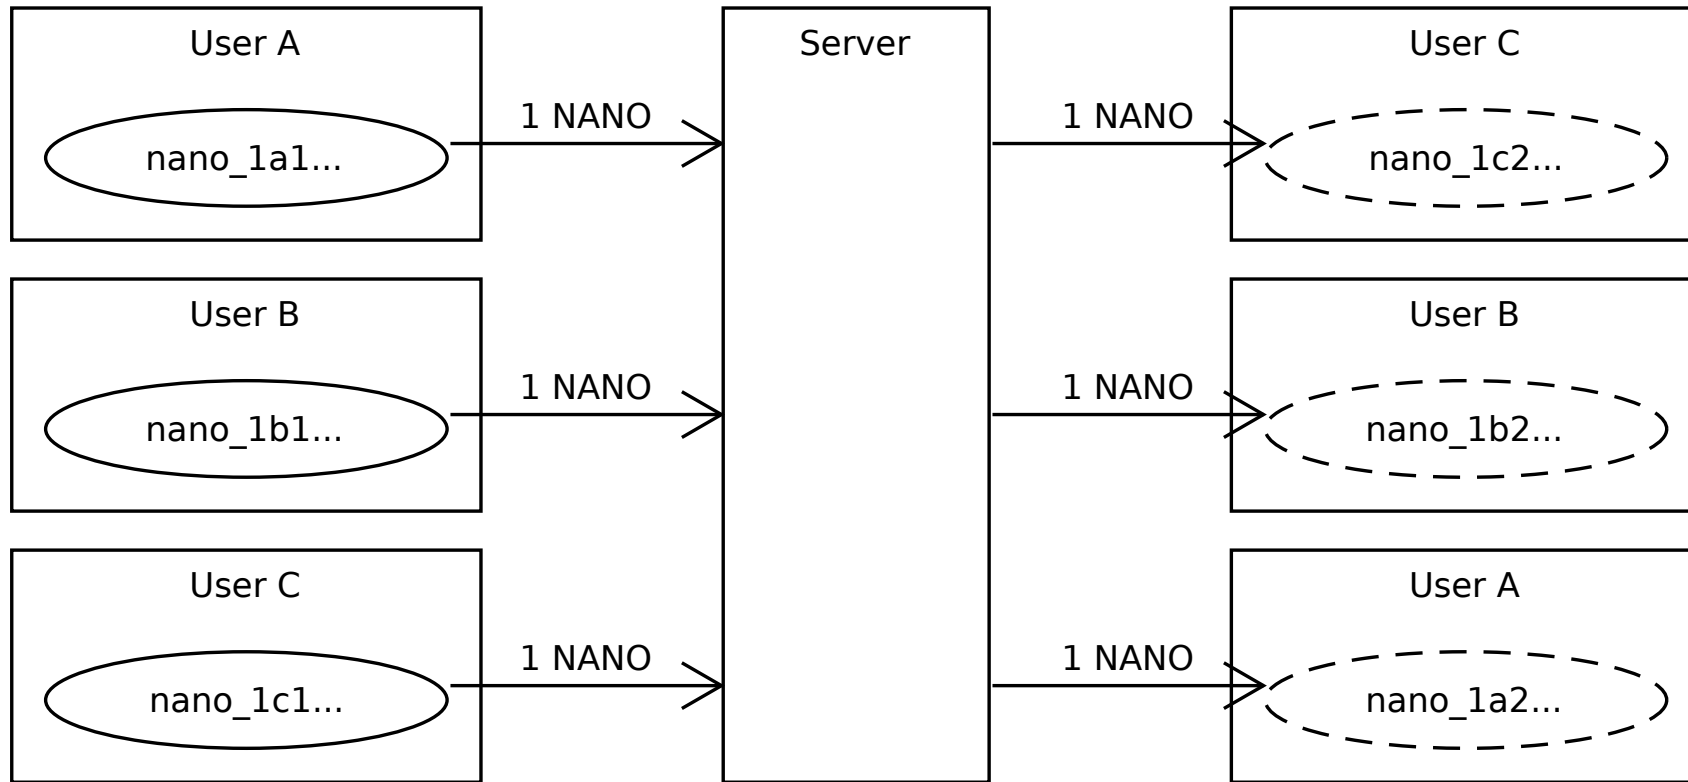 User A
nano_1a1...
1 NANO
Server
1 NANO
User C
nano_1c2...
User B
nano_1b1...
1 NANO
1 NANO
User B
nano_1b2...
User C
nano_1c1...
1 NANO
1 NANO
User A
nano_1a2...